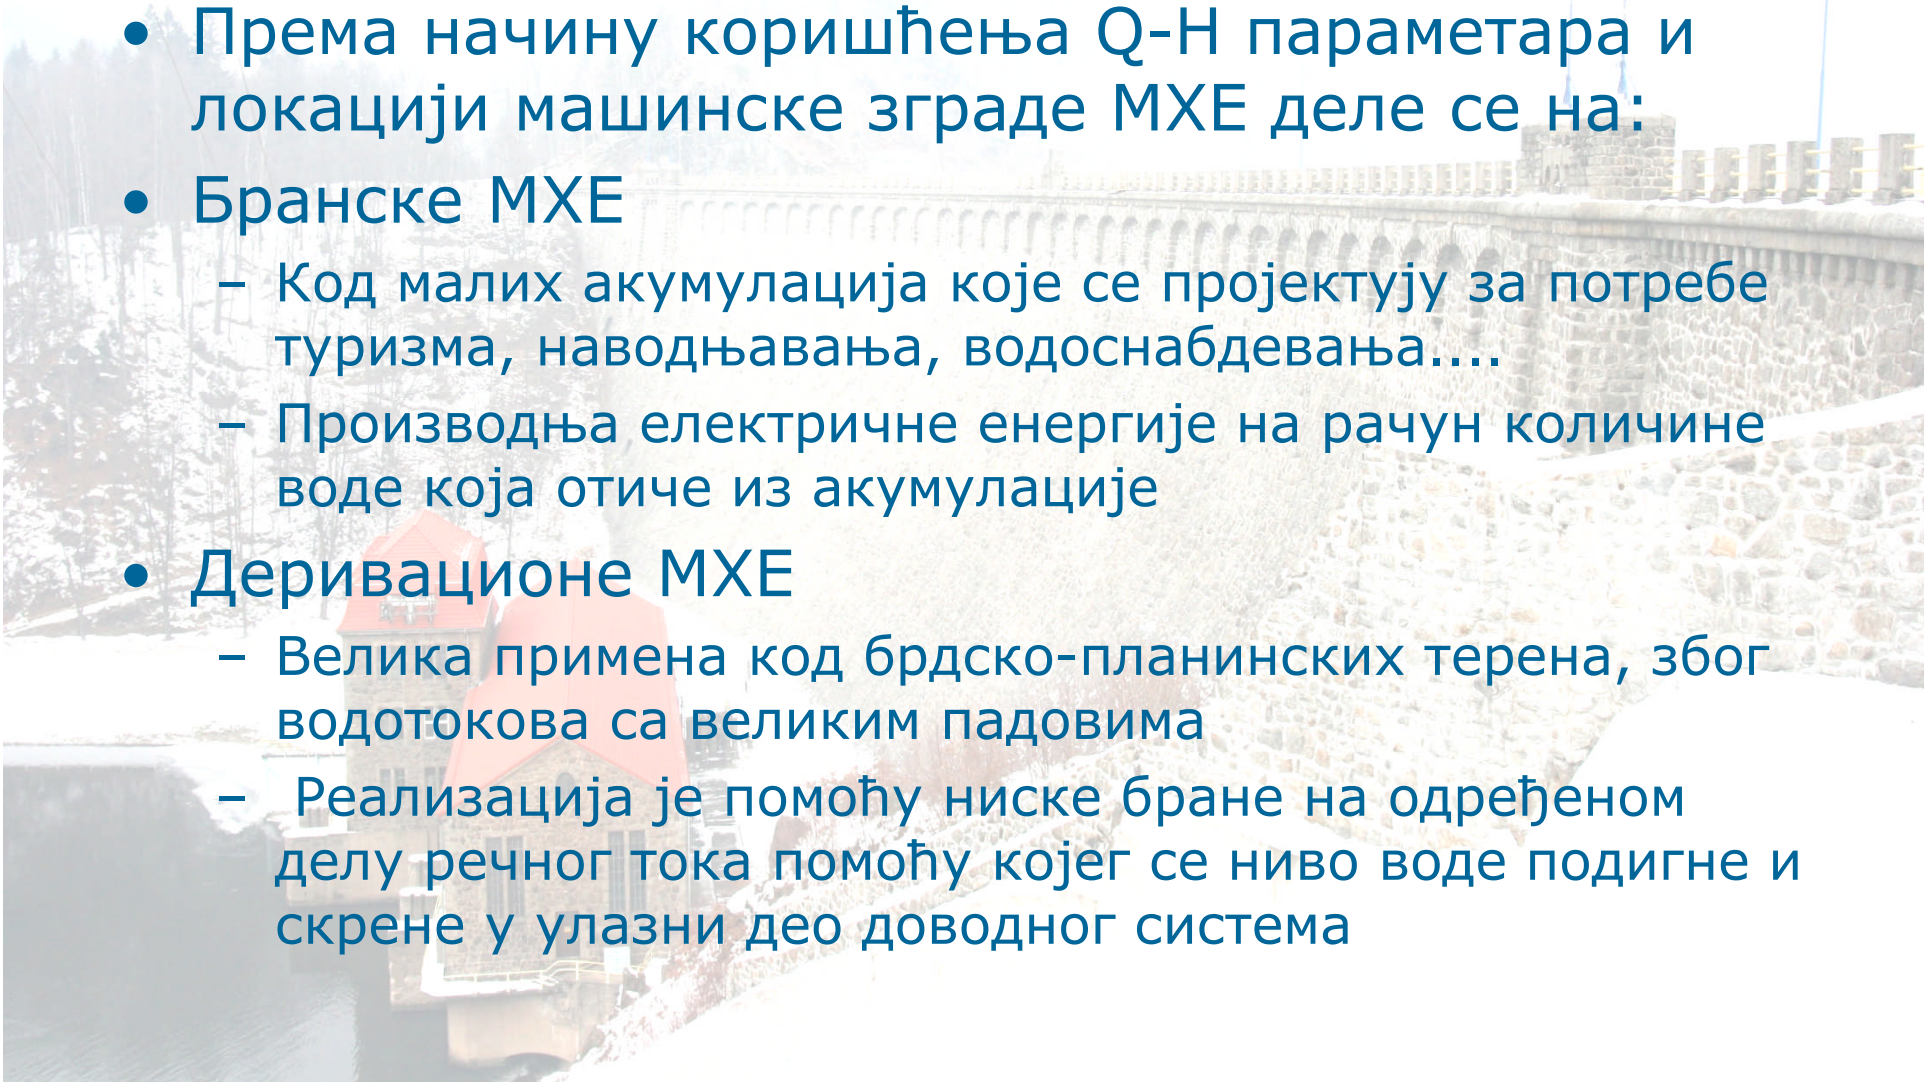 • Према начину коришћења Q-H параметара и
локацији машинске зграде МХЕ деле се на:
• Бранске МХЕ
– Код малих акумулација које се пројектују за потребе
туризма, наводњавања, водоснабдевања....
– Производња електричне енергије на рачун количине
воде која отиче из акумулације
• Деривационе МХЕ
– Велика примена код брдско-планинских терена, због
водотокова са великим падовима
– Реализација је помоћу ниске бране на одређеном
делу речног тока помоћу којег се ниво воде подигне и
скрене у улазни део доводног система